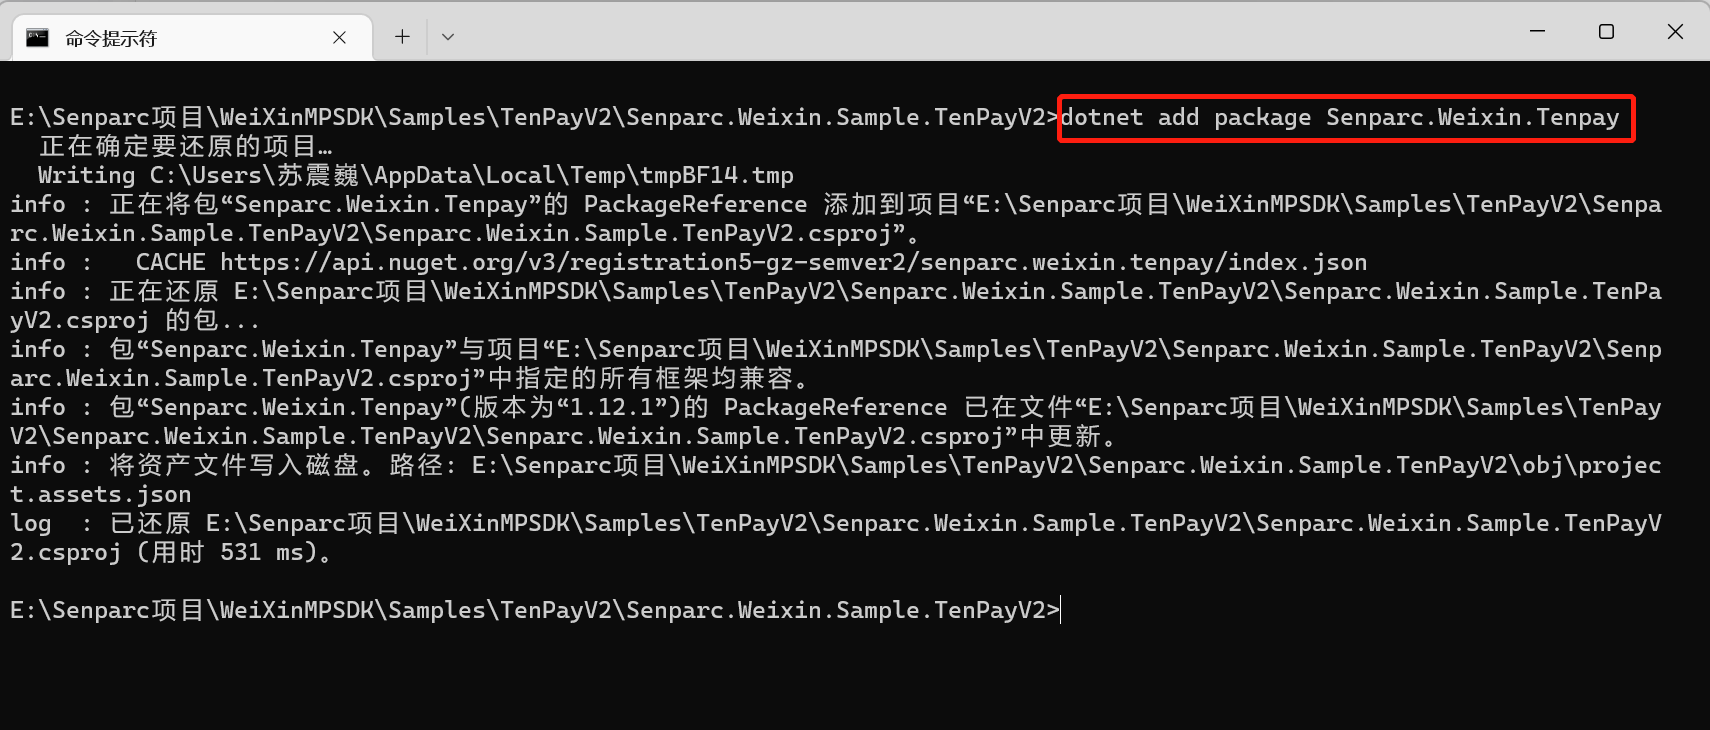 命令提示符
E:\Senparc项目\WeiXinMPSDK\Samples\TenPayV2\Senparc.Weixin.Sample.TenPayV2>dotnet add package Senparc.Weixin.Tenpay
正在确定要还原的项目…
Writing C:\Users\苏震巍\AppData\Local\Temp\tmpBF14.tmp
info : 正在将包“Senparc.Weixin.Tenpay”的 PackageReference 添加到项目“E:\Senparc项目\WeiXinMPSDK\Samples\TenPayV2\Senpa
rc.Weixin.Sample.TenPayV2\Senparc.Weixin.Sample.TenPayV2.csproj”。
info :   CACHE https://api.nuget.org/v3/registration5-gz-semver2/senparc.weixin.tenpay/index.json
info : 正在还原 E:\Senparc项目\WeiXinMPSDK\Samples\TenPayV2\Senparc.Weixin.Sample.TenPayV2\Senparc.Weixin.Sample.TenPa
yV2.csproj 的包...
info : 包“Senparc.Weixin.Tenpay”与项目“E:\Senparc项目\WeiXinMPSDK\Samples\TenPayV2\Senparc.Weixin.Sample.TenPayV2\Senp
arc.Weixin.Sample.TenPayV2.csproj”中指定的所有框架均兼容。
info : 包“Senparc.Weixin.Tenpay”(版本为“1.12.1”)的 PackageReference 已在文件“E:\Senparc项目\WeiXinMPSDK\Samples\TenPay
V2\Senparc.Weixin.Sample.TenPayV2\Senparc.Weixin.Sample.TenPayV2.csproj”中更新。
info : 将资产文件写入磁盘。路径: E:\Senparc项目\WeiXinMPSDK\Samples\TenPayV2\Senparc.Weixin.Sample.TenPayV2\obj\projec
t.assets.json
log  : 已还原 E:\Senparc项目\WeiXinMPSDK\Samples\TenPayV2\Senparc.Weixin.Sample.TenPayV2\Senparc.Weixin.Sample.TenPayV
2.csproj (用时 531 ms)。
E:\Senparc项目\WeiXinMPSDK\Samples\TenPayV2\Senparc.Weixin.Sample.TenPayV2>